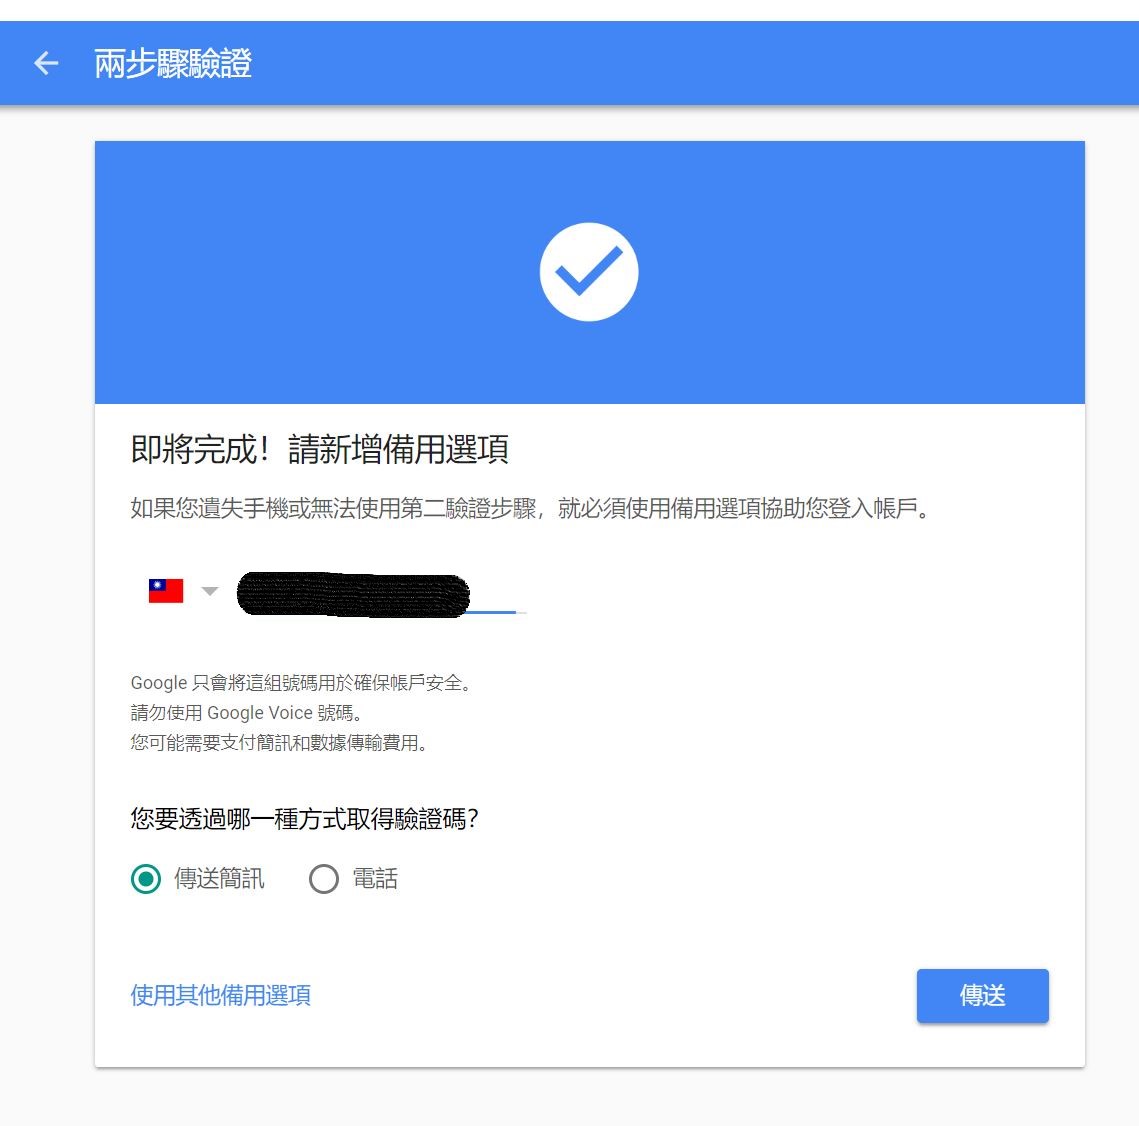 兩步驟驗證
即將完成！請新增備用選項
如果您遺失手機或無法使用第二驗證步驟，就必須使用備用選項協助您登入帳戶。
Google 只會將這組號碼用於確保帳戶安全。
請勿使用 Google Voice 號碼。
您可能需要支付簡訊和數據傳輸費用。
您要透過哪一種方式取得驗證碼？
傳送簡訊 電話
使用其他備用選項 傳送